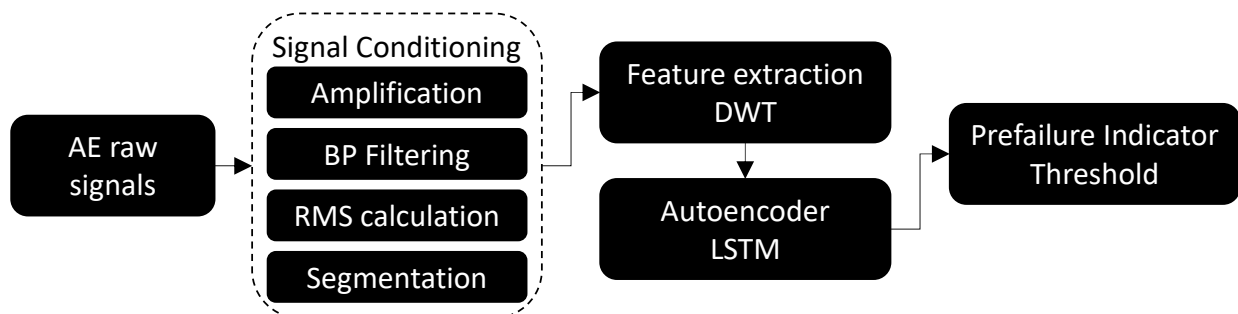 AE raw
signals
Signal Conditioning
Amplification
BP Filtering
RMS calculation
Segmentation
Feature extraction
DWT
Autoencoder
LSTM
Prefailure Indicator
Threshold